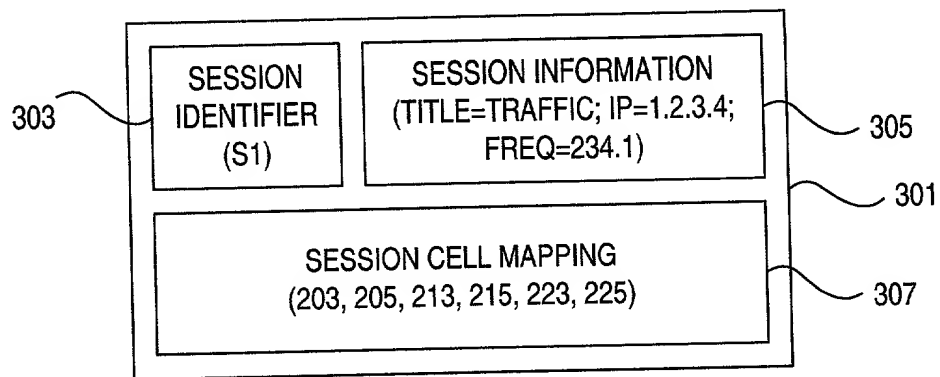 SESSION
IDENTIFIER
(S1)
SESSION INFORMATION
(TITLE=TRAFFIC; IP=1.2.3.4;
FREQ=234.1)
303
305
301
SESSION CELL MAPPING
(203, 205, 213, 215, 223, 225)
307